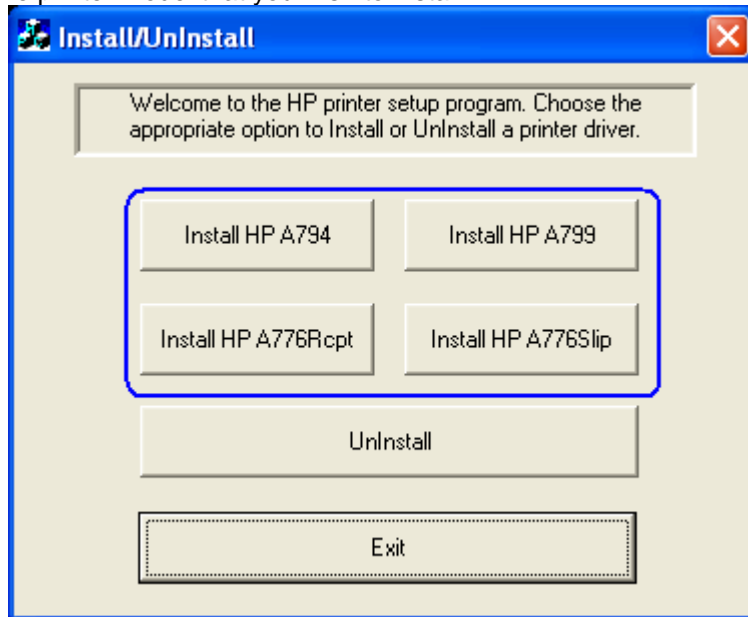 Install/UnInstall
Welcome to the HP printer setup program. Choose the
appropriate option to Install or UnInstall a printer driver.
Install HP A794 Install HP A799
Install HP A776Rcpt Install HP A776Slip
UnInstall
Exit